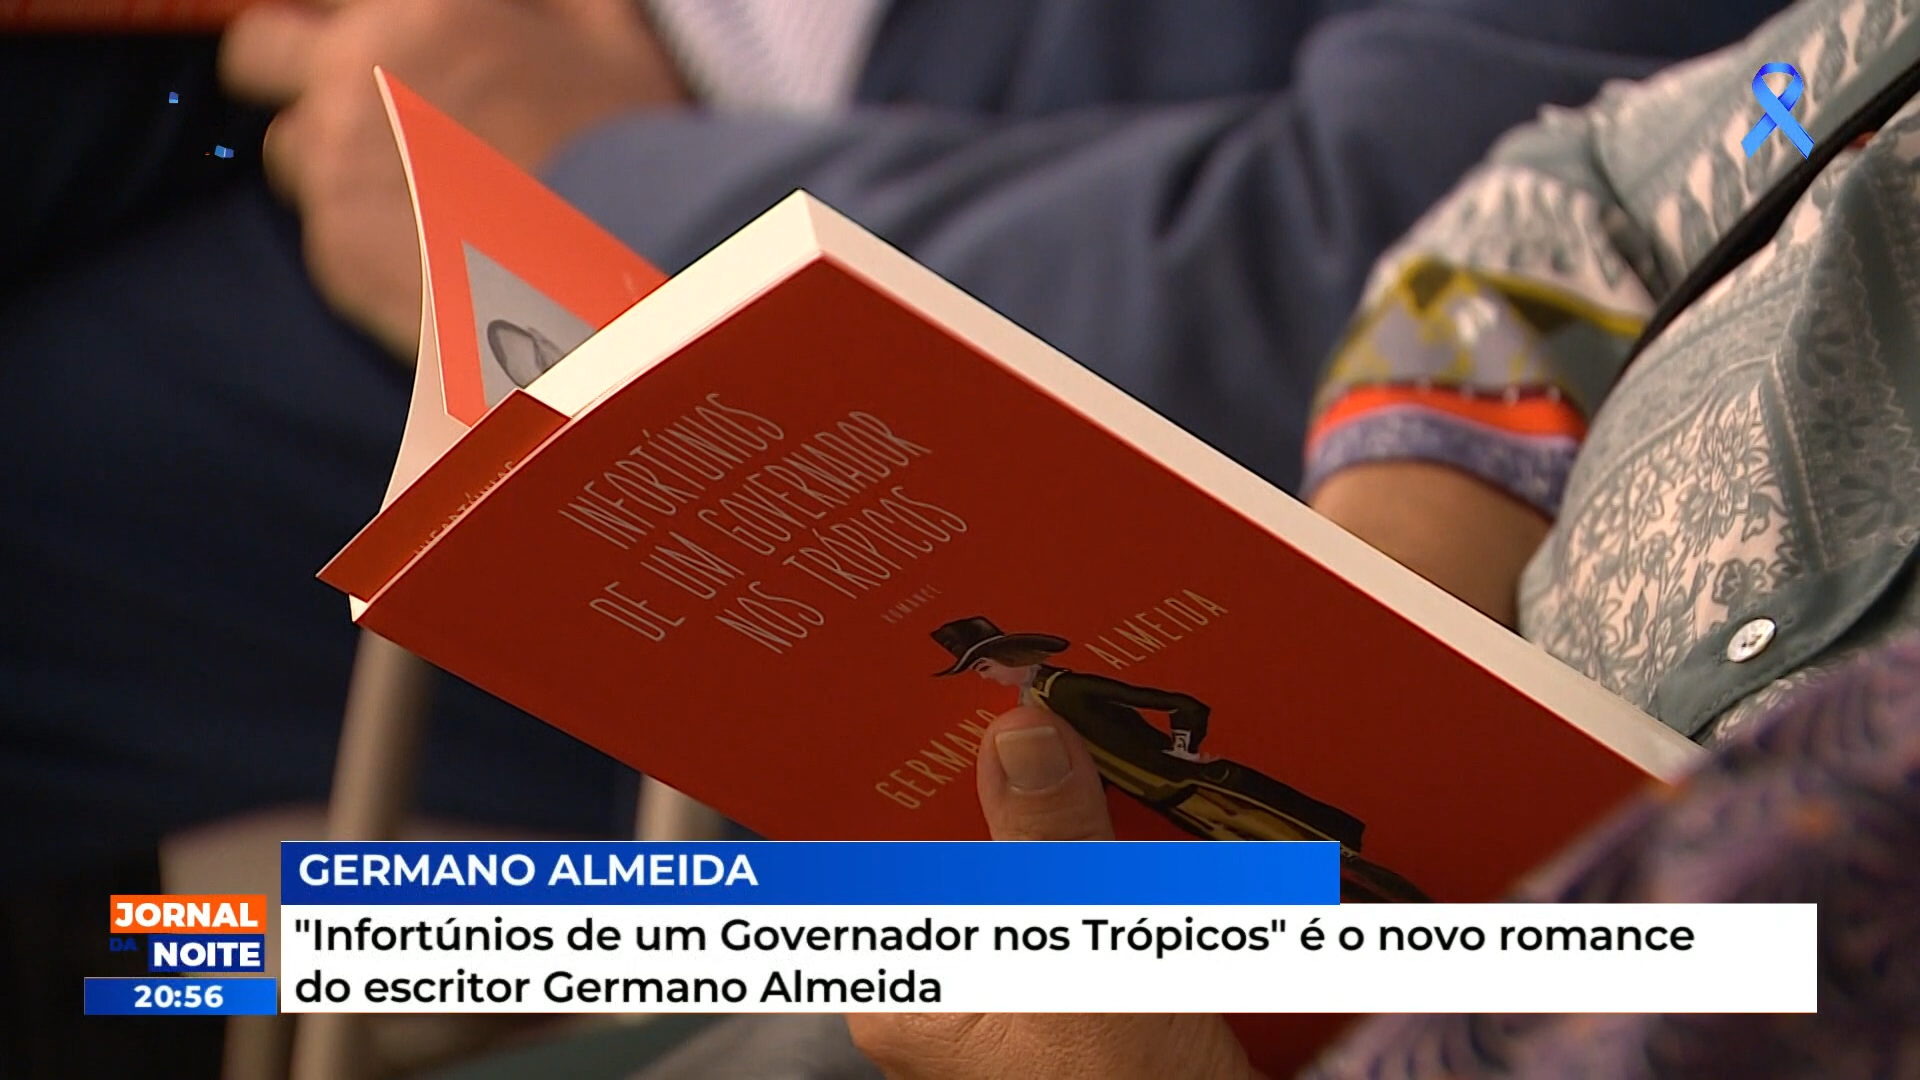 INFORTÚNIOS
DE UM GOVERNADOR
NOS TRÓPICOS
ROMANCE
GERMANO ALMEIDA
GERMANO ALMEIDA
"Infortúnios de um Governador nos Trópicos" é o novo romance
do escritor Germano Almeida
JORNAL
DA NOITE
20:56